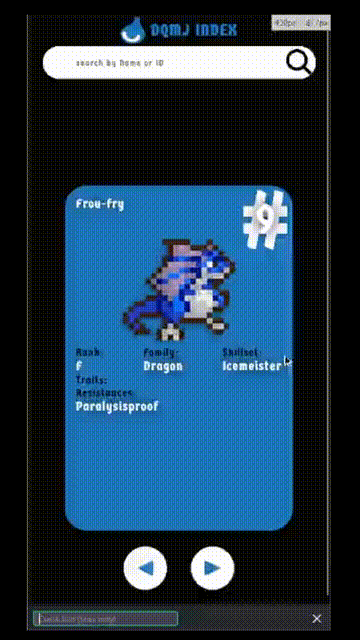 DQMJ INDEX
search by Name or ID
Frou-fry
#9
Rank:
F
Family:
Dragon
Skillset:
Icemeister
Traits:
Resistances:
Paralysisproof